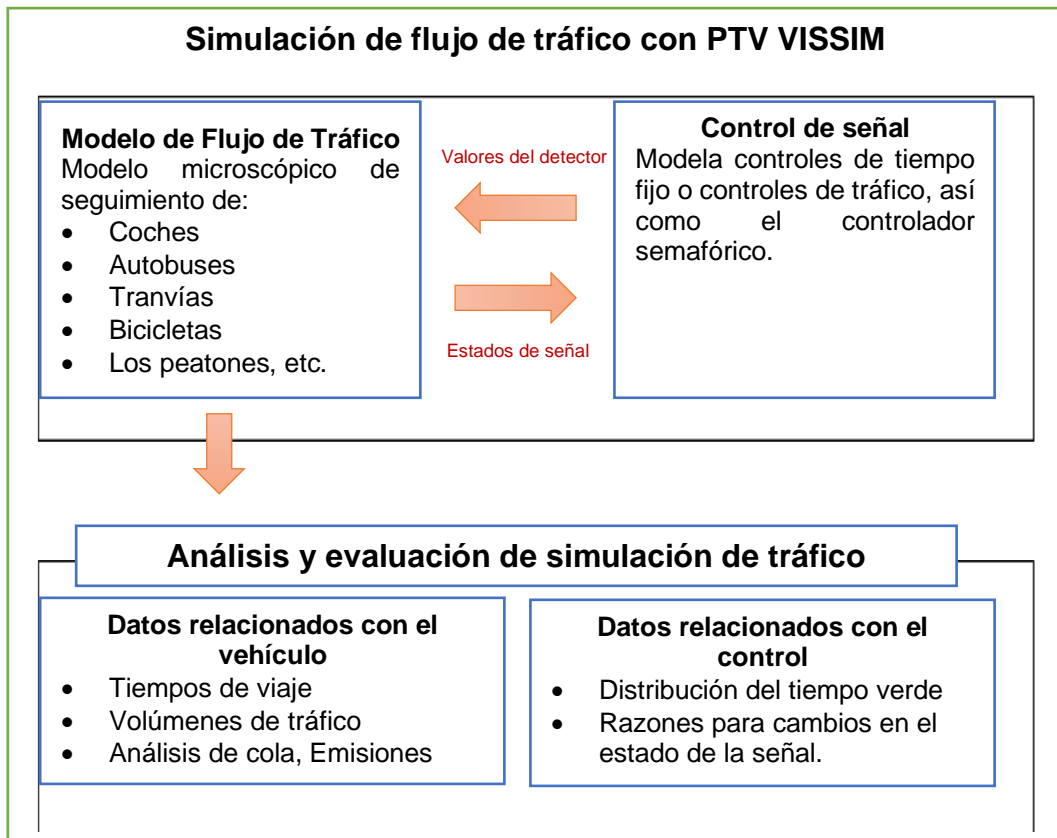 Simulación de flujo de tráfico con PTV VISSIM
Modelo de Flujo de Tráfico
Modelo microscópico de
seguimiento de:
• Coches
• Autobuses
• Tranvías
• Bicicletas
• Los peatones, etc.
Valores del detector
Estados de señal
Control de señal
Modela controles de tiempo
fijo o controles de tráfico, así
como el controlador
semafórico.
Análisis y evaluación de simulación de tráfico
Datos relacionados con el
vehículo
• Tiempos de viaje
• Volúmenes de tráfico
• Análisis de cola, Emisiones
Datos relacionados con el
control
• Distribución del tiempo verde
• Razones para cambios en el
estado de la señal.